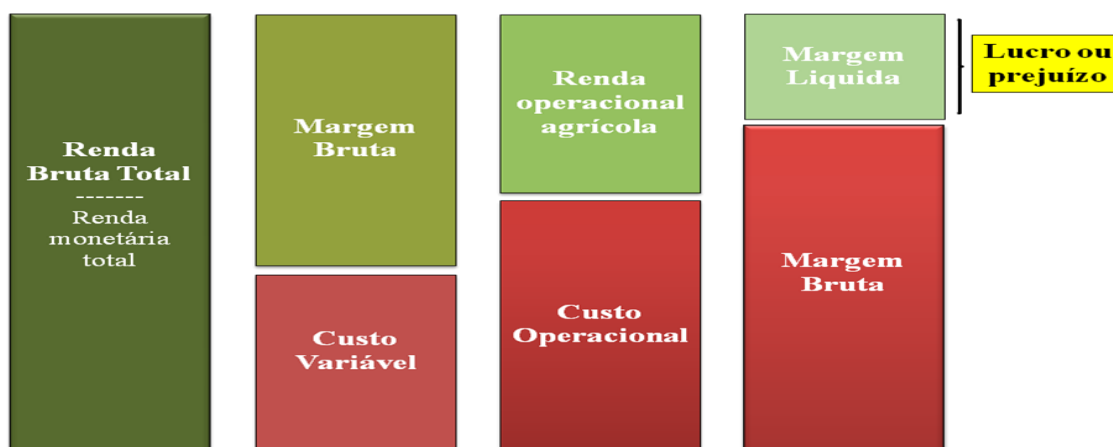 Renda
Bruta Total
-------
Renda
monetária
total
Margem
Bruta
Custo
Variável
Renda
operacional
agrícola
Custo
Operacional
Margem
Liquida
Margem
Bruta
Lucro ou
prejuízo